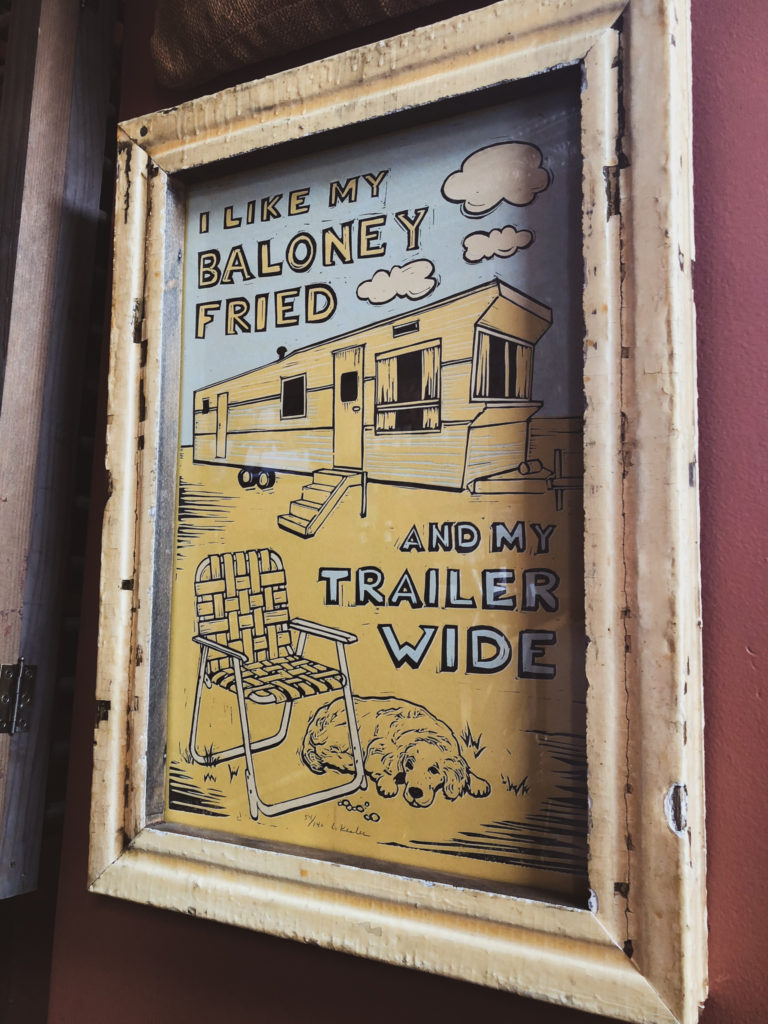 I LIKE MY
BALONEY
FRIED
AND MY
TRAILER
WIDE